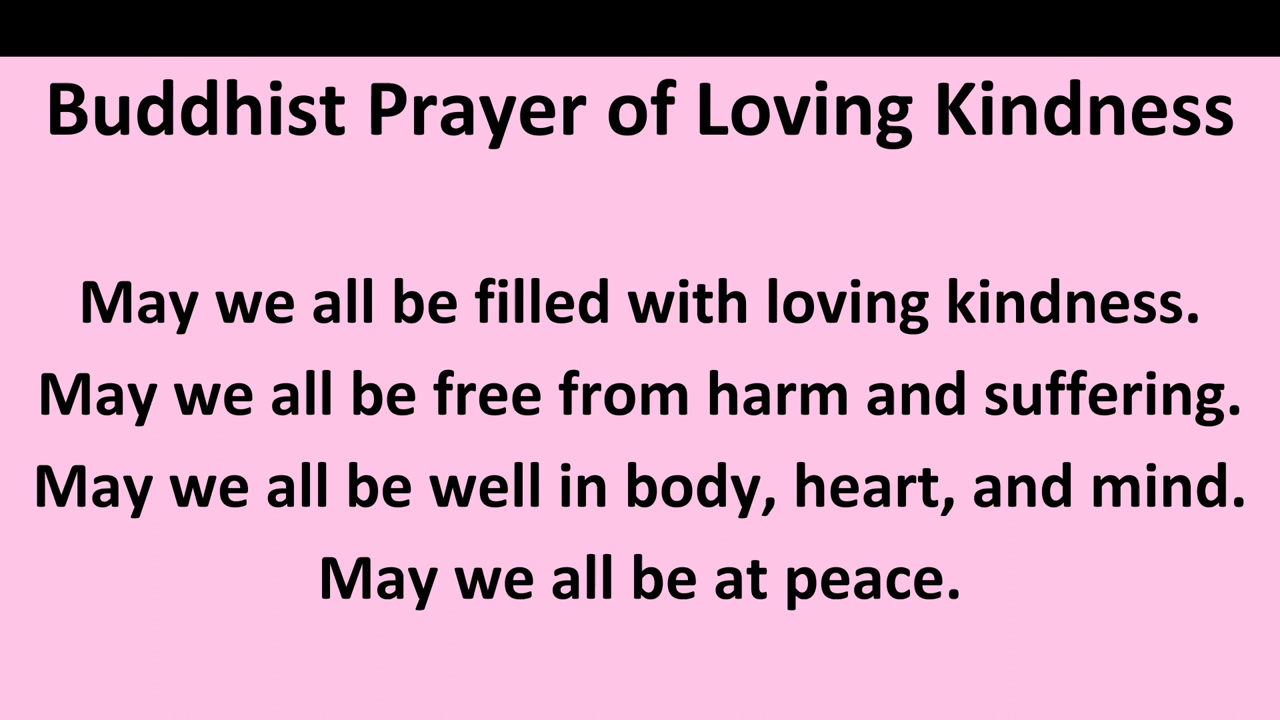 Buddhist Prayer of Loving Kindness
May we all be filled with loving kindness.
May we all be free from harm and suffering.
May we all be well in body, heart, and mind.
May we all be at peace.